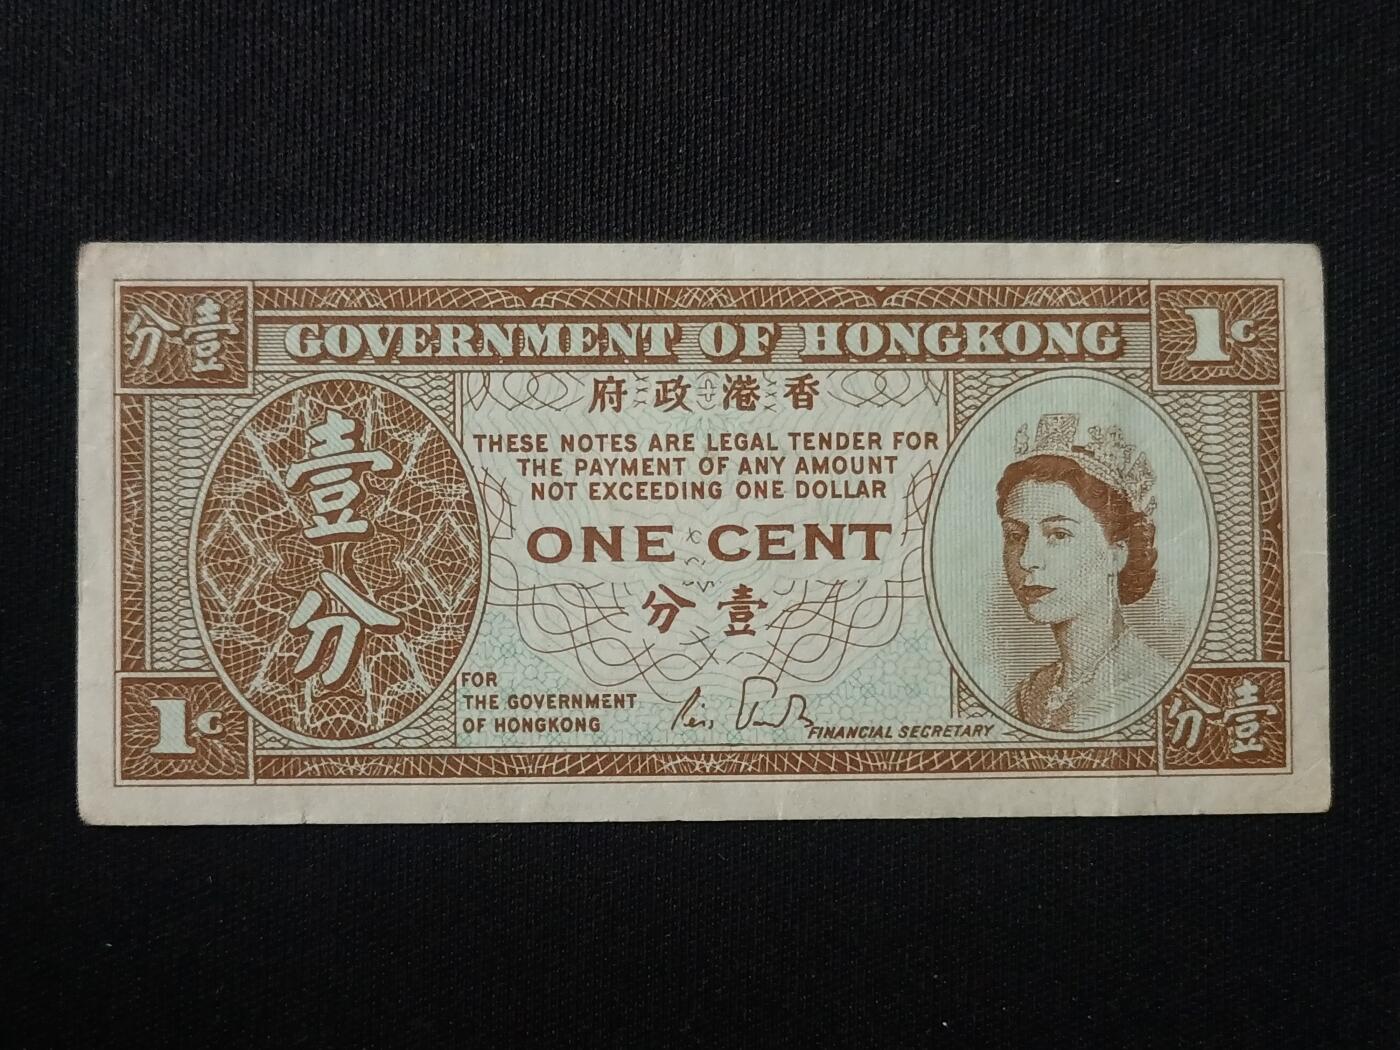 分壹
GOVERNMENT OF HONGKONG
1C
府政港香
THESE NOTES ARE LEGAL TENDER FOR
THE PAYMENT OF ANY AMOUNT
NOT EXCEEDING ONE DOLLAR
ONE CENT
分壹
壹
分
FOR
THE GOVERNMENT
OF HONGKONG
FINANCIAL SECRETARY
1C
分壹